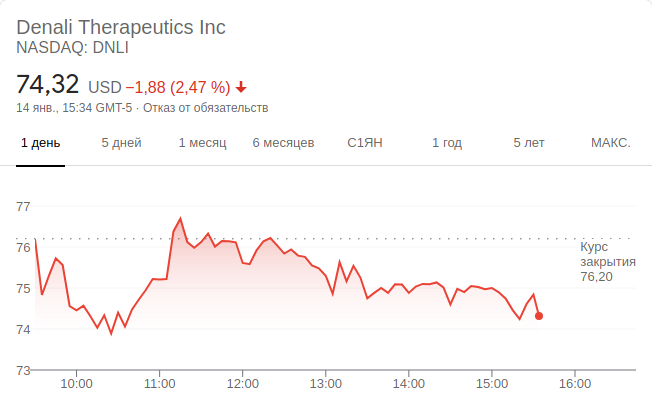 Denali Therapeutics Inc
NASDAQ: DNLI
74,32 USD −1,88 (2,47 %)
14 янв., 15:34 GMT-5 · Отказ от обязательств
1 день 5 дней 1 месяц 6 месяцев С1ЯН 1 год 5 лет МАКС.
77
76
75
74
73
Курс
закрытия
76,20
10:00 11:00 12:00 13:00 14:00 15:00 16:00